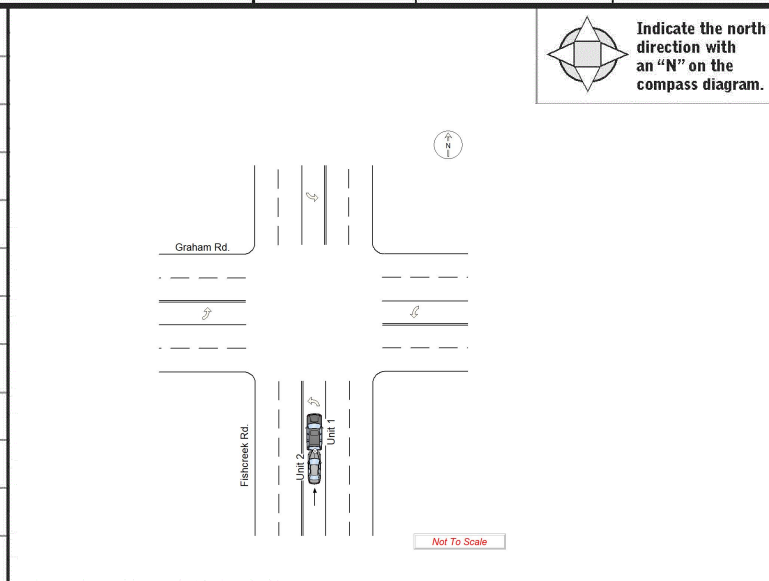 Indicate the north
direction with
an “N” on the
compass diagram.
N
Graham Rd.
Fishcreek Rd.
Unit 2
Unit 1
Not To Scale